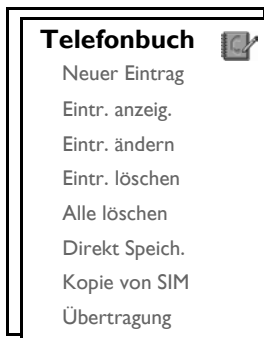 Telefonbuch
Neuer Eintrag
Eintr. anzeig.
Eintr. ändern
Eintr. löschen
Alle löschen
Direkt Speich.
Kopie von SIM
Übertragung